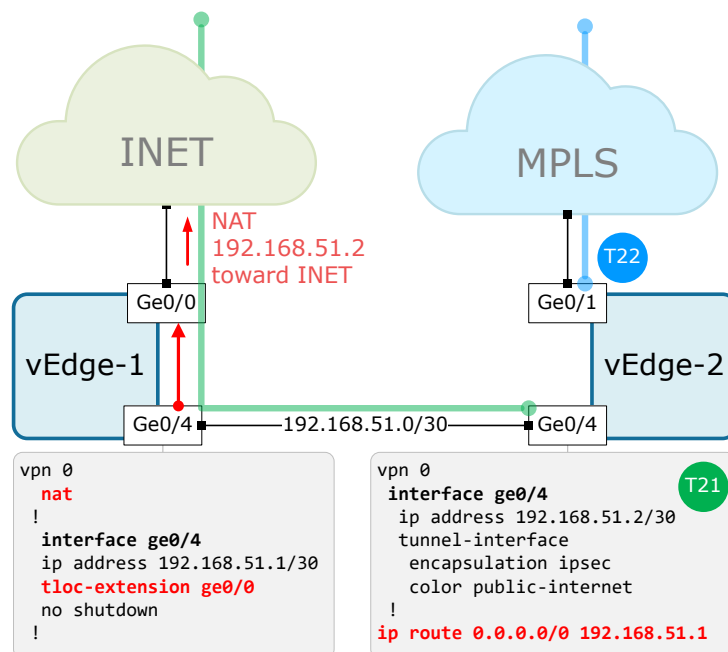 INET
MPLS
NAT
192.168.51.2
toward INET
T22
Ge0/0
Ge0/1
vEdge-1
vEdge-2
Ge0/4
192.168.51.0/30
Ge0/4
vpn 0
nat
!
interface ge0/4
ip address 192.168.51.1/30
tloc-extension ge0/0
no shutdown
!
T21
vpn 0
interface ge0/4
ip address 192.168.51.2/30
tunnel-interface
encapsulation ipsec
color public-internet
!
ip route 0.0.0.0/0 192.168.51.1